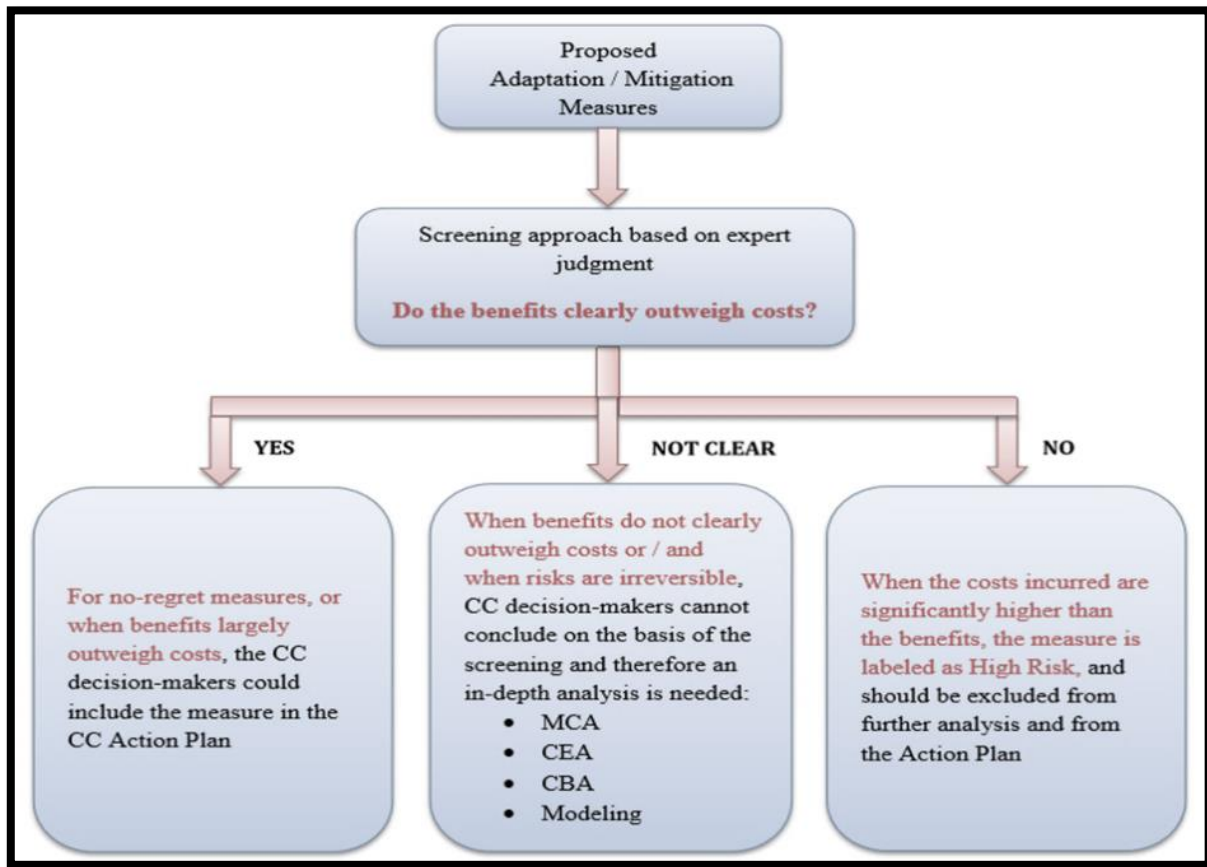 Proposed
Adaptation / Mitigation
Measures
Screening approach based on expert
judgment
Do the benefits clearly outweigh costs?
YES
NOT CLEAR
NO
For no-regret measures, or
when benefits largely
outweigh costs, the CC
decision-makers could
include the measure in the
CC Action Plan
When benefits do not clearly
outweigh costs or / and
when risks are irreversible,
CC decision-makers cannot
conclude on the basis of the
screening and therefore an
in-depth analysis is needed:
• MCA
• CEA
• CBA
• Modeling
When the costs incurred are
significantly higher than
the benefits, the measure is
labeled as High Risk, and
should be excluded from
further analysis and from
the Action Plan